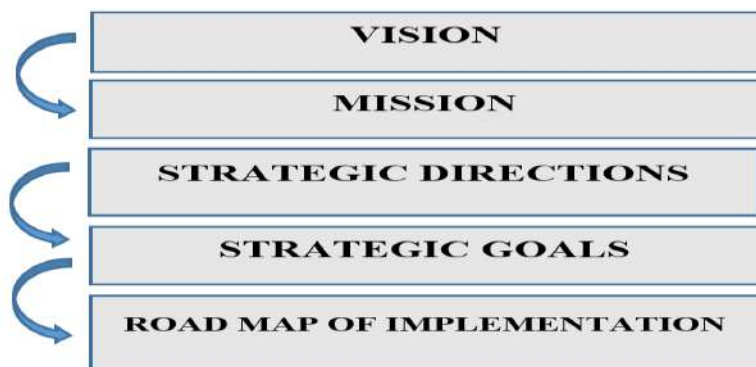 VISION
MISSION
STRATEGIC DIRECTIONS
STRATEGIC GOALS
ROAD MAP OF IMPLEMENTATION